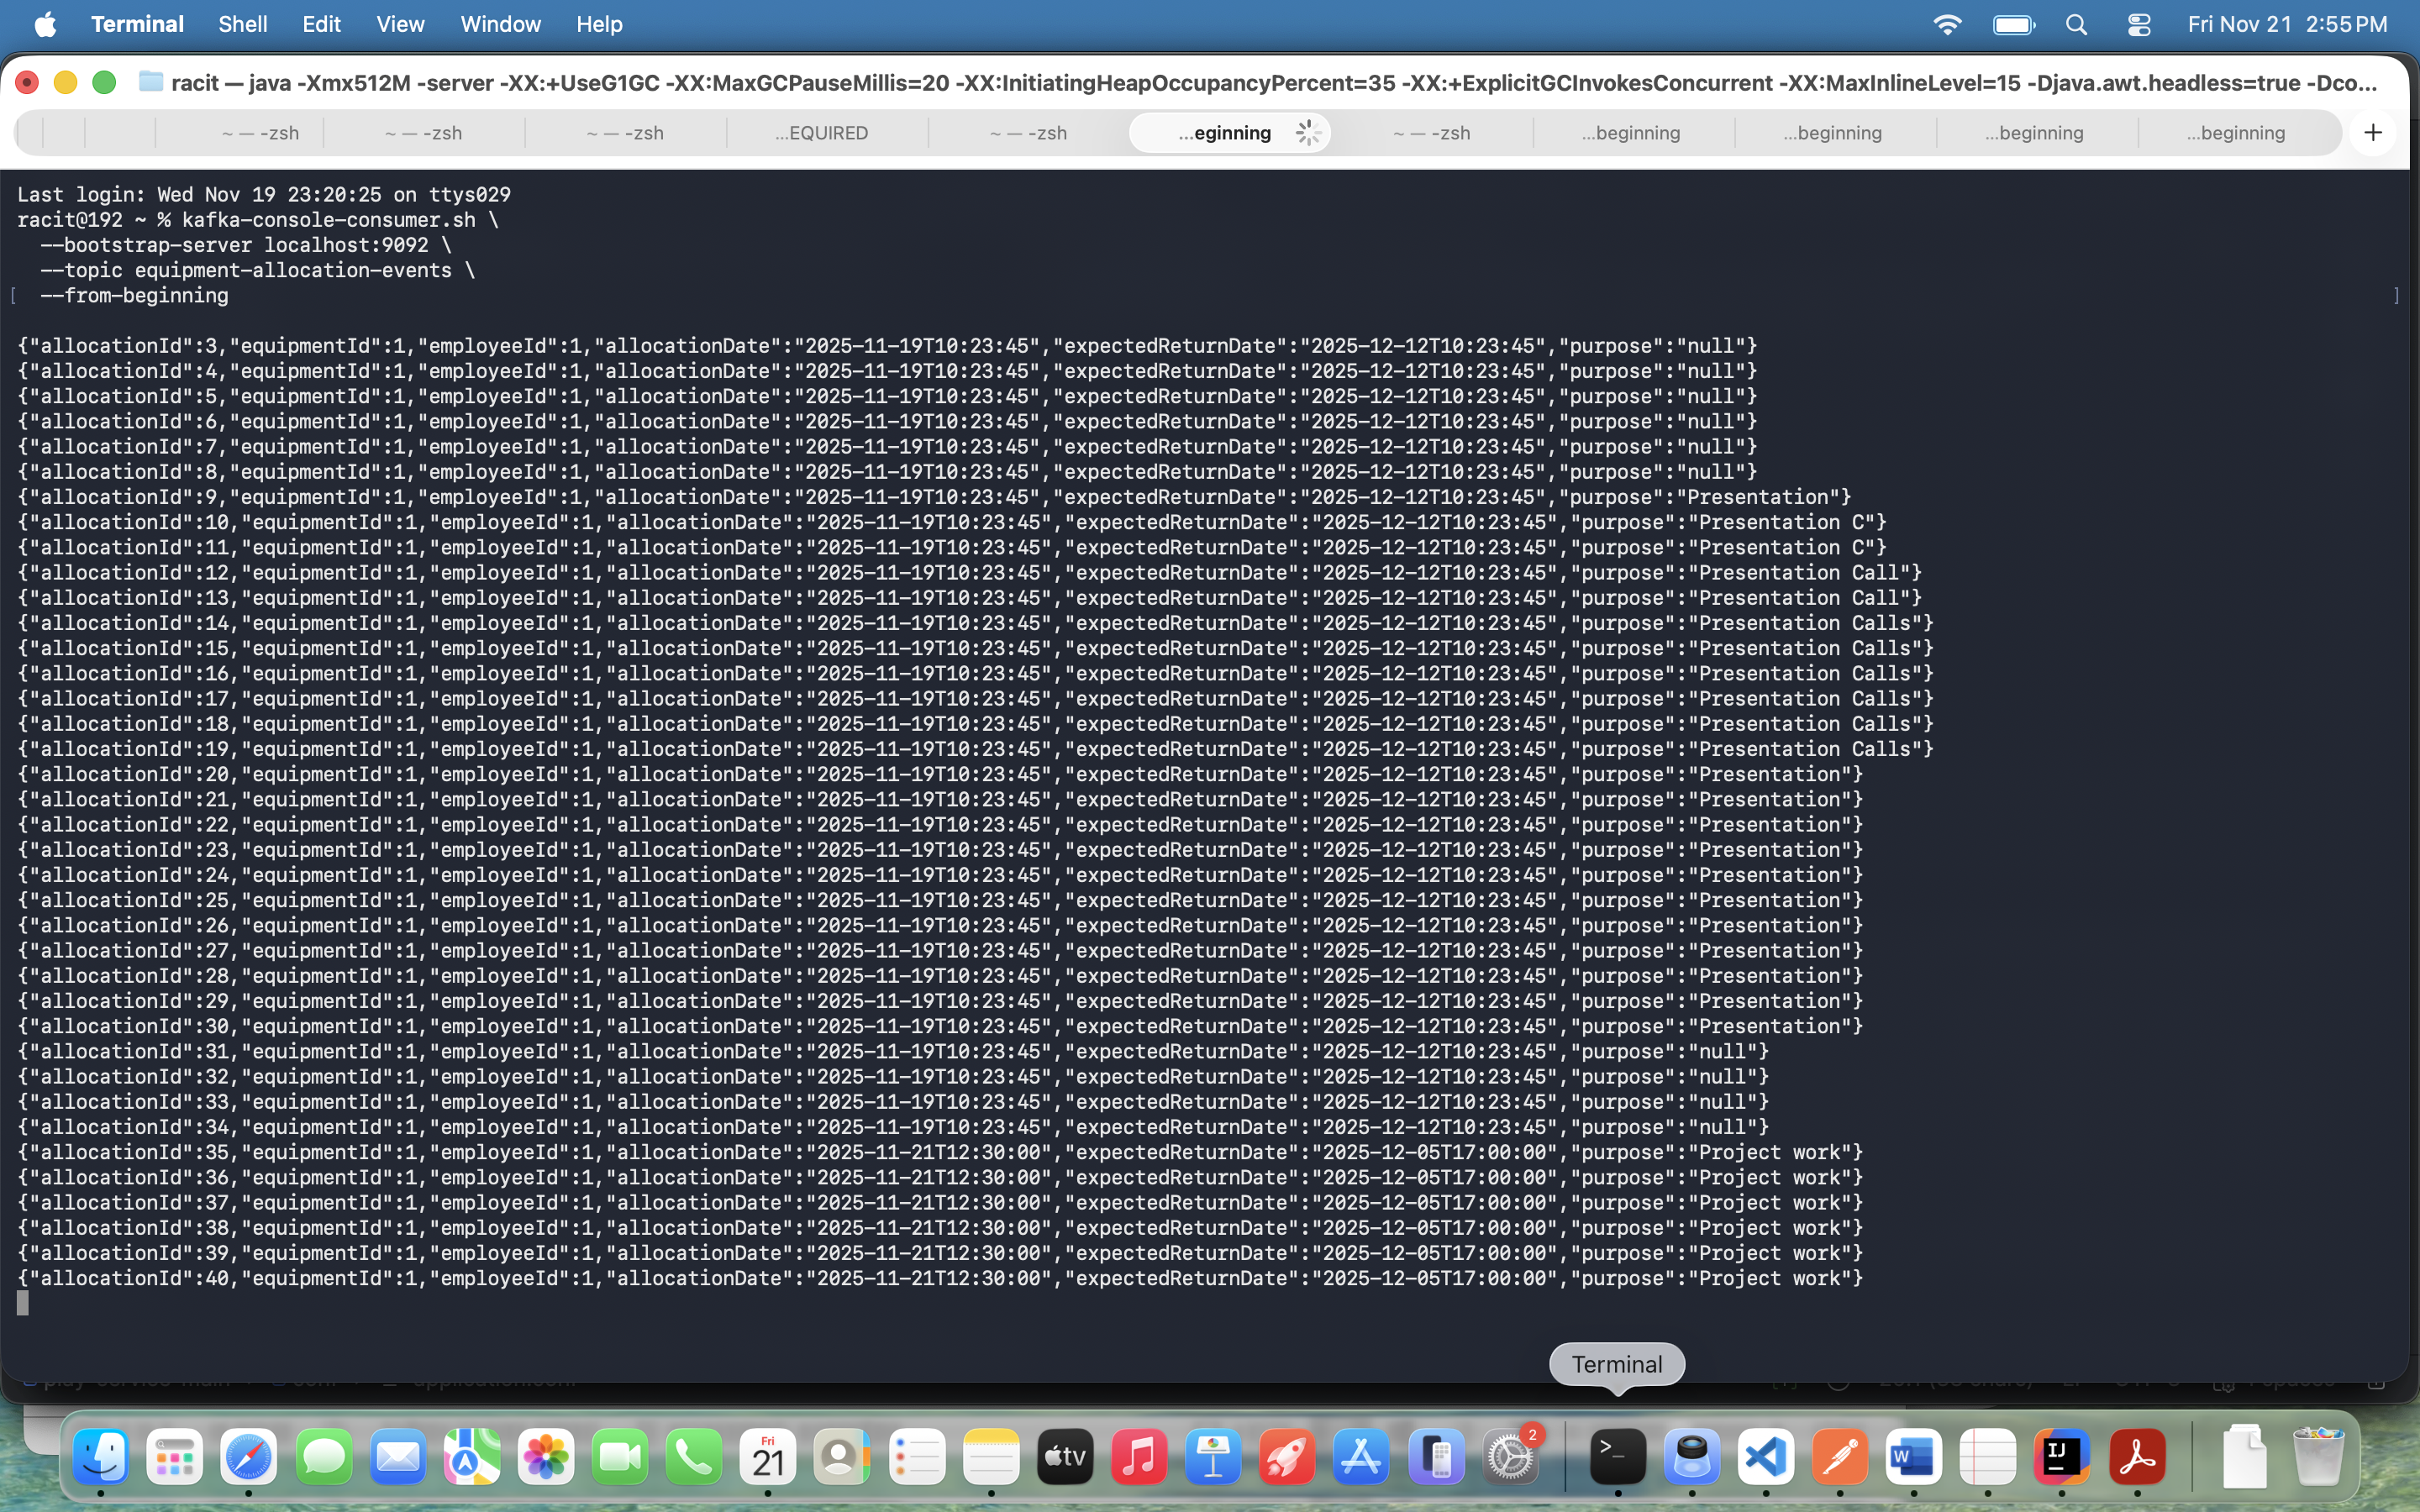 Terminal Shell Edit View Window Help Fri Nov 21 2:55 PM
racit — java -Xmx512M -server -XX:+UseG1GC -XX:MaxGCPauseMillis=20 -XX:InitiatingHeapOccupancyPercent=35 -XX:+ExplicitGCInvokesConcurrent -XX:MaxInlineLevel=15 -Djava.awt.headless=true -Dco...
~ — -zsh ~ — -zsh ~ — -zsh ...EQUIRED ~ — -zsh ...eginning ~ — -zsh ...beginning ...beginning ...beginning ...beginning +
Last login: Wed Nov 19 23:20:25 on ttys029
racit@192 ~ % kafka-console-consumer.sh \
--bootstrap-server localhost:9092 \
--topic equipment-allocation-events \
[ --from-beginning ]
{"allocationId":3,"equipmentId":1,"employeeId":1,"allocationDate":"2025-11-19T10:23:45","expectedReturnDate":"2025-12-12T10:23:45","purpose":"null"}
{"allocationId":4,"equipmentId":1,"employeeId":1,"allocationDate":"2025-11-19T10:23:45","expectedReturnDate":"2025-12-12T10:23:45","purpose":"null"}
{"allocationId":5,"equipmentId":1,"employeeId":1,"allocationDate":"2025-11-19T10:23:45","expectedReturnDate":"2025-12-12T10:23:45","purpose":"null"}
{"allocationId":6,"equipmentId":1,"employeeId":1,"allocationDate":"2025-11-19T10:23:45","expectedReturnDate":"2025-12-12T10:23:45","purpose":"null"}
{"allocationId":7,"equipmentId":1,"employeeId":1,"allocationDate":"2025-11-19T10:23:45","expectedReturnDate":"2025-12-12T10:23:45","purpose":"null"}
{"allocationId":8,"equipmentId":1,"employeeId":1,"allocationDate":"2025-11-19T10:23:45","expectedReturnDate":"2025-12-12T10:23:45","purpose":"null"}
{"allocationId":9,"equipmentId":1,"employeeId":1,"allocationDate":"2025-11-19T10:23:45","expectedReturnDate":"2025-12-12T10:23:45","purpose":"Presentation"}
{"allocationId":10,"equipmentId":1,"employeeId":1,"allocationDate":"2025-11-19T10:23:45","expectedReturnDate":"2025-12-12T10:23:45","purpose":"Presentation C"}
{"allocationId":11,"equipmentId":1,"employeeId":1,"allocationDate":"2025-11-19T10:23:45","expectedReturnDate":"2025-12-12T10:23:45","purpose":"Presentation C"}
{"allocationId":12,"equipmentId":1,"employeeId":1,"allocationDate":"2025-11-19T10:23:45","expectedReturnDate":"2025-12-12T10:23:45","purpose":"Presentation Call"}
{"allocationId":13,"equipmentId":1,"employeeId":1,"allocationDate":"2025-11-19T10:23:45","expectedReturnDate":"2025-12-12T10:23:45","purpose":"Presentation Call"}
{"allocationId":14,"equipmentId":1,"employeeId":1,"allocationDate":"2025-11-19T10:23:45","expectedReturnDate":"2025-12-12T10:23:45","purpose":"Presentation Calls"}
{"allocationId":15,"equipmentId":1,"employeeId":1,"allocationDate":"2025-11-19T10:23:45","expectedReturnDate":"2025-12-12T10:23:45","purpose":"Presentation Calls"}
{"allocationId":16,"equipmentId":1,"employeeId":1,"allocationDate":"2025-11-19T10:23:45","expectedReturnDate":"2025-12-12T10:23:45","purpose":"Presentation Calls"}
{"allocationId":17,"equipmentId":1,"employeeId":1,"allocationDate":"2025-11-19T10:23:45","expectedReturnDate":"2025-12-12T10:23:45","purpose":"Presentation Calls"}
{"allocationId":18,"equipmentId":1,"employeeId":1,"allocationDate":"2025-11-19T10:23:45","expectedReturnDate":"2025-12-12T10:23:45","purpose":"Presentation Calls"}
{"allocationId":19,"equipmentId":1,"employeeId":1,"allocationDate":"2025-11-19T10:23:45","expectedReturnDate":"2025-12-12T10:23:45","purpose":"Presentation Calls"}
{"allocationId":20,"equipmentId":1,"employeeId":1,"allocationDate":"2025-11-19T10:23:45","expectedReturnDate":"2025-12-12T10:23:45","purpose":"Presentation"}
{"allocationId":21,"equipmentId":1,"employeeId":1,"allocationDate":"2025-11-19T10:23:45","expectedReturnDate":"2025-12-12T10:23:45","purpose":"Presentation"}
{"allocationId":22,"equipmentId":1,"employeeId":1,"allocationDate":"2025-11-19T10:23:45","expectedReturnDate":"2025-12-12T10:23:45","purpose":"Presentation"}
{"allocationId":23,"equipmentId":1,"employeeId":1,"allocationDate":"2025-11-19T10:23:45","expectedReturnDate":"2025-12-12T10:23:45","purpose":"Presentation"}
{"allocationId":24,"equipmentId":1,"employeeId":1,"allocationDate":"2025-11-19T10:23:45","expectedReturnDate":"2025-12-12T10:23:45","purpose":"Presentation"}
{"allocationId":25,"equipmentId":1,"employeeId":1,"allocationDate":"2025-11-19T10:23:45","expectedReturnDate":"2025-12-12T10:23:45","purpose":"Presentation"}
{"allocationId":26,"equipmentId":1,"employeeId":1,"allocationDate":"2025-11-19T10:23:45","expectedReturnDate":"2025-12-12T10:23:45","purpose":"Presentation"}
{"allocationId":27,"equipmentId":1,"employeeId":1,"allocationDate":"2025-11-19T10:23:45","expectedReturnDate":"2025-12-12T10:23:45","purpose":"Presentation"}
{"allocationId":28,"equipmentId":1,"employeeId":1,"allocationDate":"2025-11-19T10:23:45","expectedReturnDate":"2025-12-12T10:23:45","purpose":"Presentation"}
{"allocationId":29,"equipmentId":1,"employeeId":1,"allocationDate":"2025-11-19T10:23:45","expectedReturnDate":"2025-12-12T10:23:45","purpose":"Presentation"}
{"allocationId":30,"equipmentId":1,"employeeId":1,"allocationDate":"2025-11-19T10:23:45","expectedReturnDate":"2025-12-12T10:23:45","purpose":"Presentation"}
{"allocationId":31,"equipmentId":1,"employeeId":1,"allocationDate":"2025-11-19T10:23:45","expectedReturnDate":"2025-12-12T10:23:45","purpose":"null"}
{"allocationId":32,"equipmentId":1,"employeeId":1,"allocationDate":"2025-11-19T10:23:45","expectedReturnDate":"2025-12-12T10:23:45","purpose":"null"}
{"allocationId":33,"equipmentId":1,"employeeId":1,"allocationDate":"2025-11-19T10:23:45","expectedReturnDate":"2025-12-12T10:23:45","purpose":"null"}
{"allocationId":34,"equipmentId":1,"employeeId":1,"allocationDate":"2025-11-19T10:23:45","expectedReturnDate":"2025-12-12T10:23:45","purpose":"null"}
{"allocationId":35,"equipmentId":1,"employeeId":1,"allocationDate":"2025-11-21T12:30:00","expectedReturnDate":"2025-12-05T17:00:00","purpose":"Project work"}
{"allocationId":36,"equipmentId":1,"employeeId":1,"allocationDate":"2025-11-21T12:30:00","expectedReturnDate":"2025-12-05T17:00:00","purpose":"Project work"}
{"allocationId":37,"equipmentId":1,"employeeId":1,"allocationDate":"2025-11-21T12:30:00","expectedReturnDate":"2025-12-05T17:00:00","purpose":"Project work"}
{"allocationId":38,"equipmentId":1,"employeeId":1,"allocationDate":"2025-11-21T12:30:00","expectedReturnDate":"2025-12-05T17:00:00","purpose":"Project work"}
{"allocationId":39,"equipmentId":1,"employeeId":1,"allocationDate":"2025-11-21T12:30:00","expectedReturnDate":"2025-12-05T17:00:00","purpose":"Project work"}
{"allocationId":40,"equipmentId":1,"employeeId":1,"allocationDate":"2025-11-21T12:30:00","expectedReturnDate":"2025-12-05T17:00:00","purpose":"Project work"}
Terminal
Fri
21
tv
2
>_
W
IJ